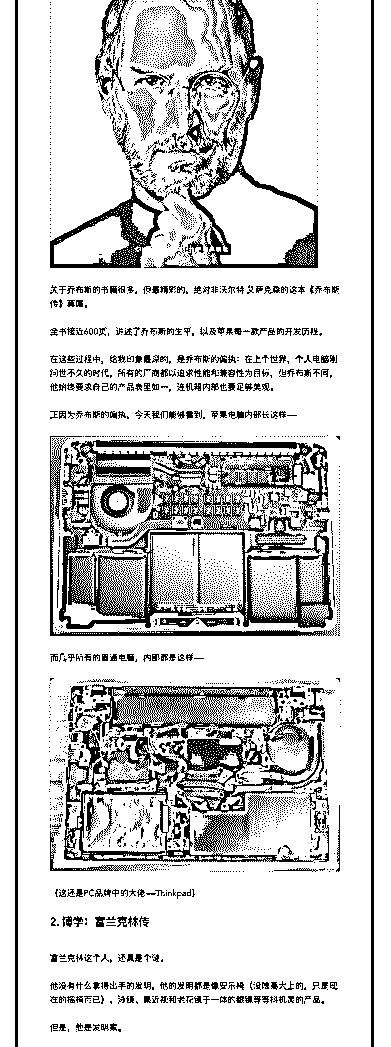 关于乔布斯的书籍很多，但最精彩的，绝对非沃尔特·艾萨克森的这本《乔布斯
传》莫属。
全书接近600页，讲述了乔布斯的生平，以及苹果每一款产品的开发历程。
在这些过程中，给我印象最深的，是乔布斯的偏执：在上个世界，个人电脑刚
问世不久的时代，所有的厂商都以追求性能和兼容性为目标，但乔布斯不同，
他始终要求自己的产品表里如一，连机箱内部也要足够美观。
正因为乔布斯的偏执，今天我们能够看到，苹果电脑内部长这样——
而几乎所有的普通电脑，内部都是这样——
（这还是PC品牌中的大佬——Thinkpad）
2. 博学：富兰克林传
富兰克林这个人，还真是个谜。
他没有什么拿得出手的发明，他的发明都是像安乐椅（没啥高大上的，只是现
在的摇椅而已）、泳镜、集近视和老花镜于一体的眼镜等等科机类的产品。
但是，他是发明家。